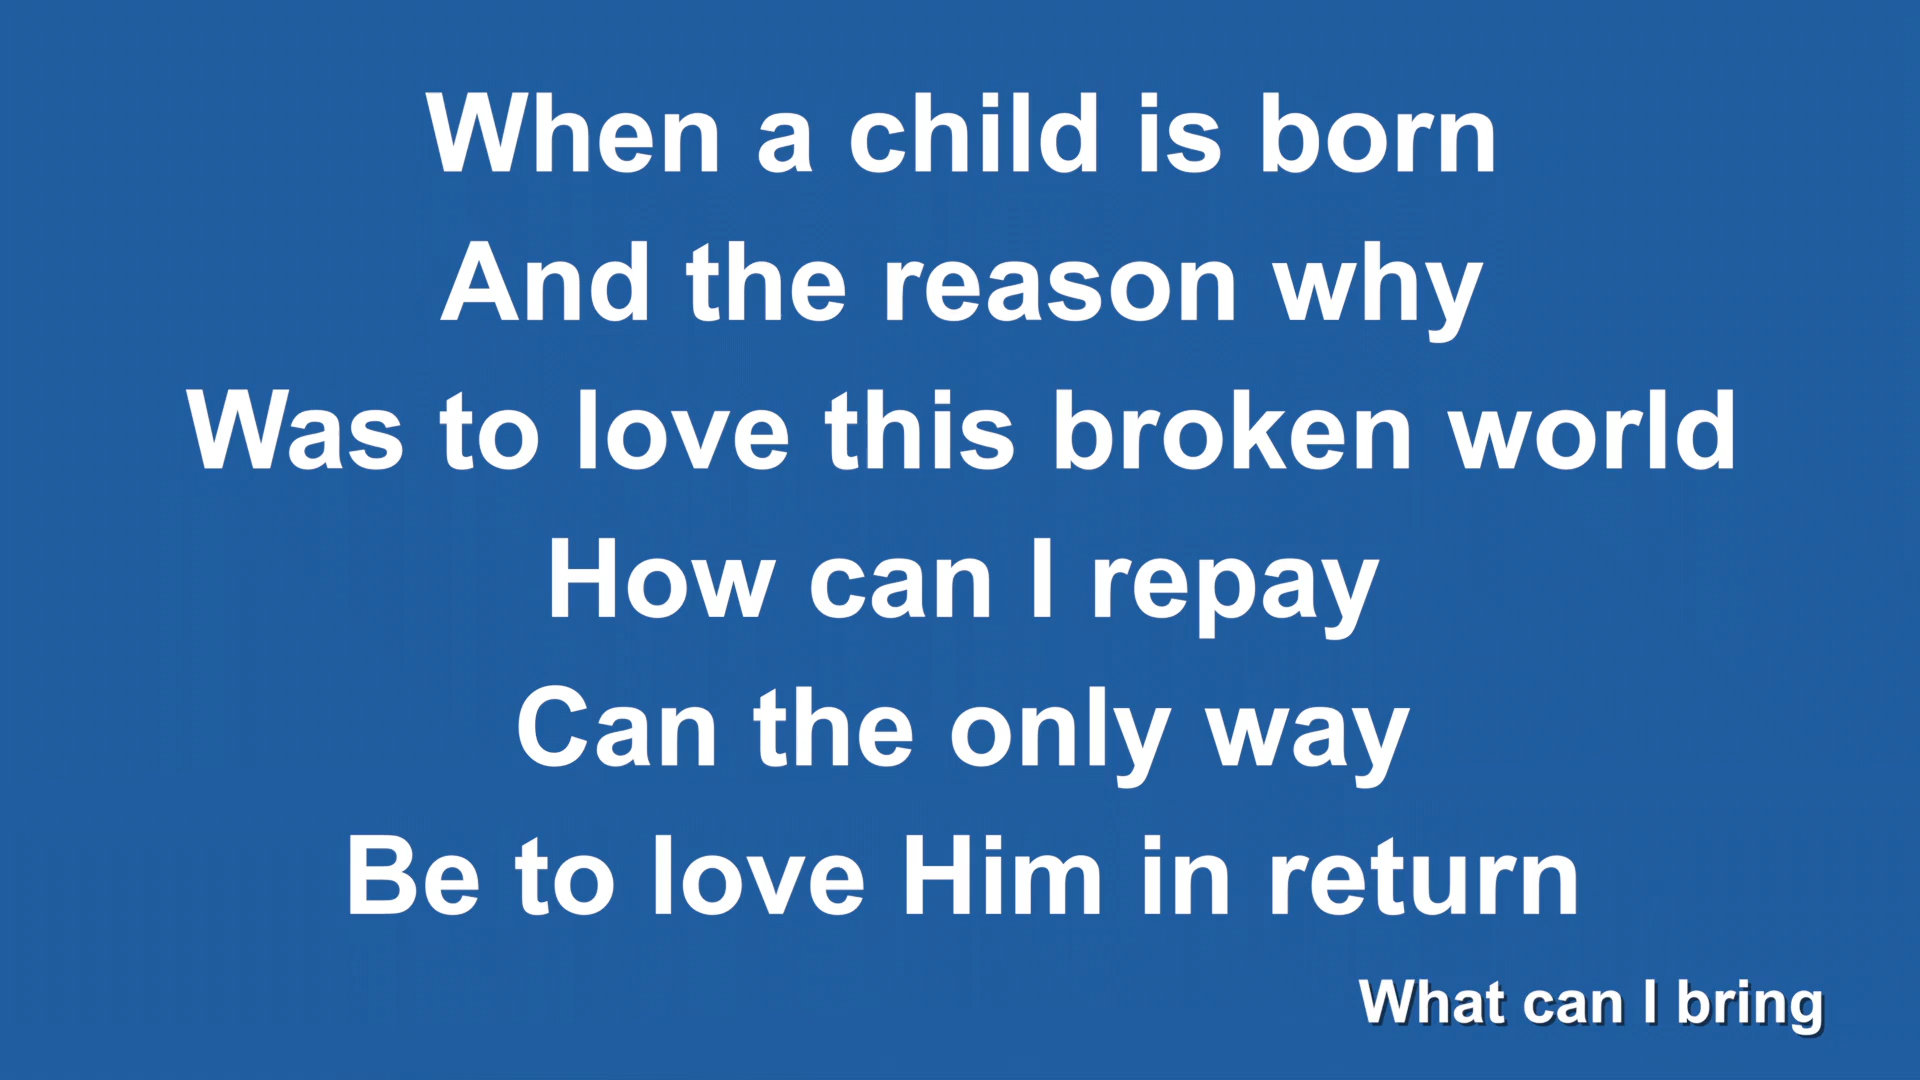 When a child is born
And the reason why
Was to love this broken world
How can I repay
Can the only way
Be to love Him in return
What can I bring